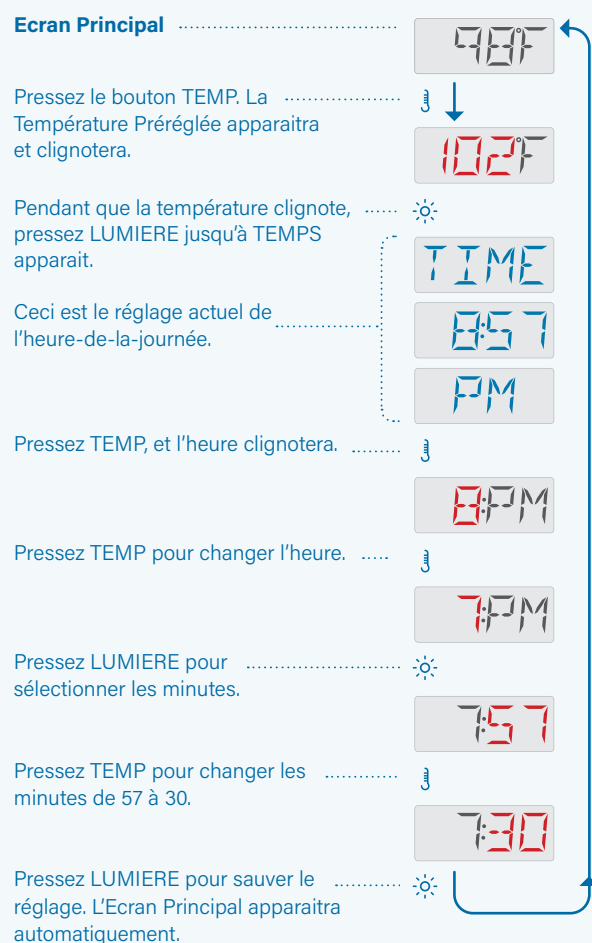 Ecran Principal
98°F
Pressez le bouton TEMP. La
Température Préréglée apparaitra
et clignotera.
102°F
Pendant que la température clignote,
pressez LUMIERE jusqu'à TEMPS
apparait.
TIME
Ceci est le réglage actuel de
l'heure-de-la-journée.
8:57
PM
Pressez TEMP, et l'heure clignotera.
8:PM
Pressez TEMP pour changer l'heure.
7:PM
Pressez LUMIERE pour
sélectionner les minutes.
7:57
Pressez TEMP pour changer les
minutes de 57 à 30.
7:30
Pressez LUMIERE pour sauver le
réglage. L'Ecran Principal apparaitra
automatiquement.